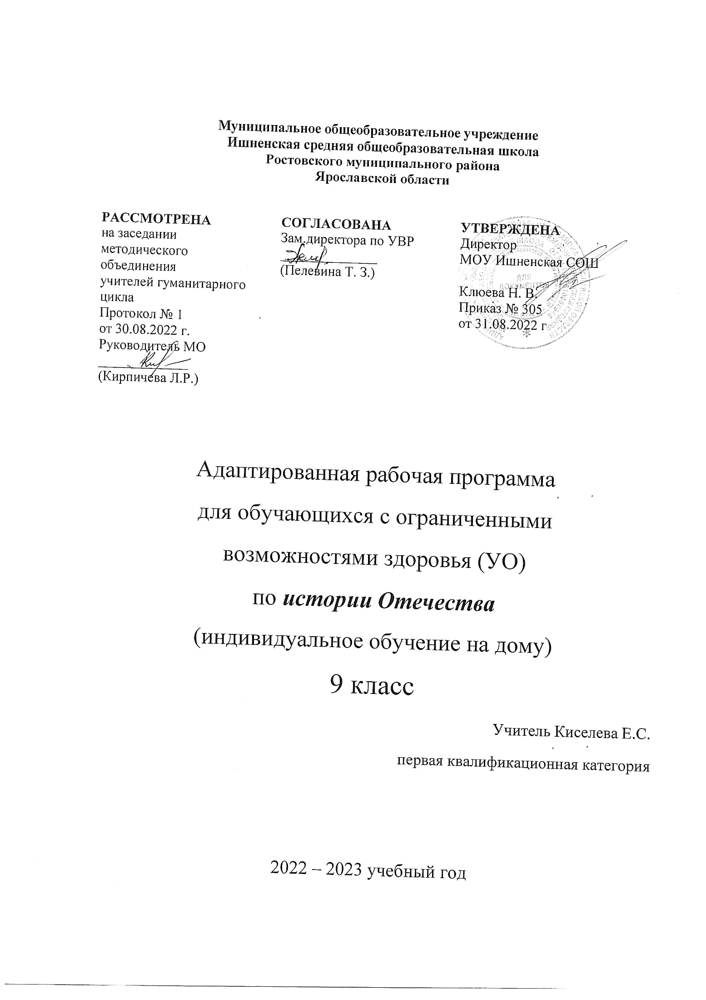 Муниципальное общеобразовательное учреждение
Ишненская средняя общеобразовательная школа
Ростовского муниципального района
Ярославской области
РАССМОТРЕНА
на заседании
методического
объединения
учителей гуманитарного
цикла
Протокол № 1
от 30.08.2022 г.
Руководитель МО
(Кирпичева Л.Р.)
СОГЛАСОВАНА
Зам.директора по УВР
(Пелевина Т. З.)
УТВЕРЖДЕНА
Директор
МОУ Ишненская СОШ
Клюева Н. В.
Приказ № 305
от 31.08.2022 г
ДЛЯ
ДОКУМЕНТОВ
Адаптированная рабочая программа
для обучающихся с ограниченными
возможностями здоровья (УО)
по истории Отечества
(индивидуальное обучение на дому)
9 класс
Учитель Киселева Е.С.
первая квалификационная категория
2022 – 2023 учебный год